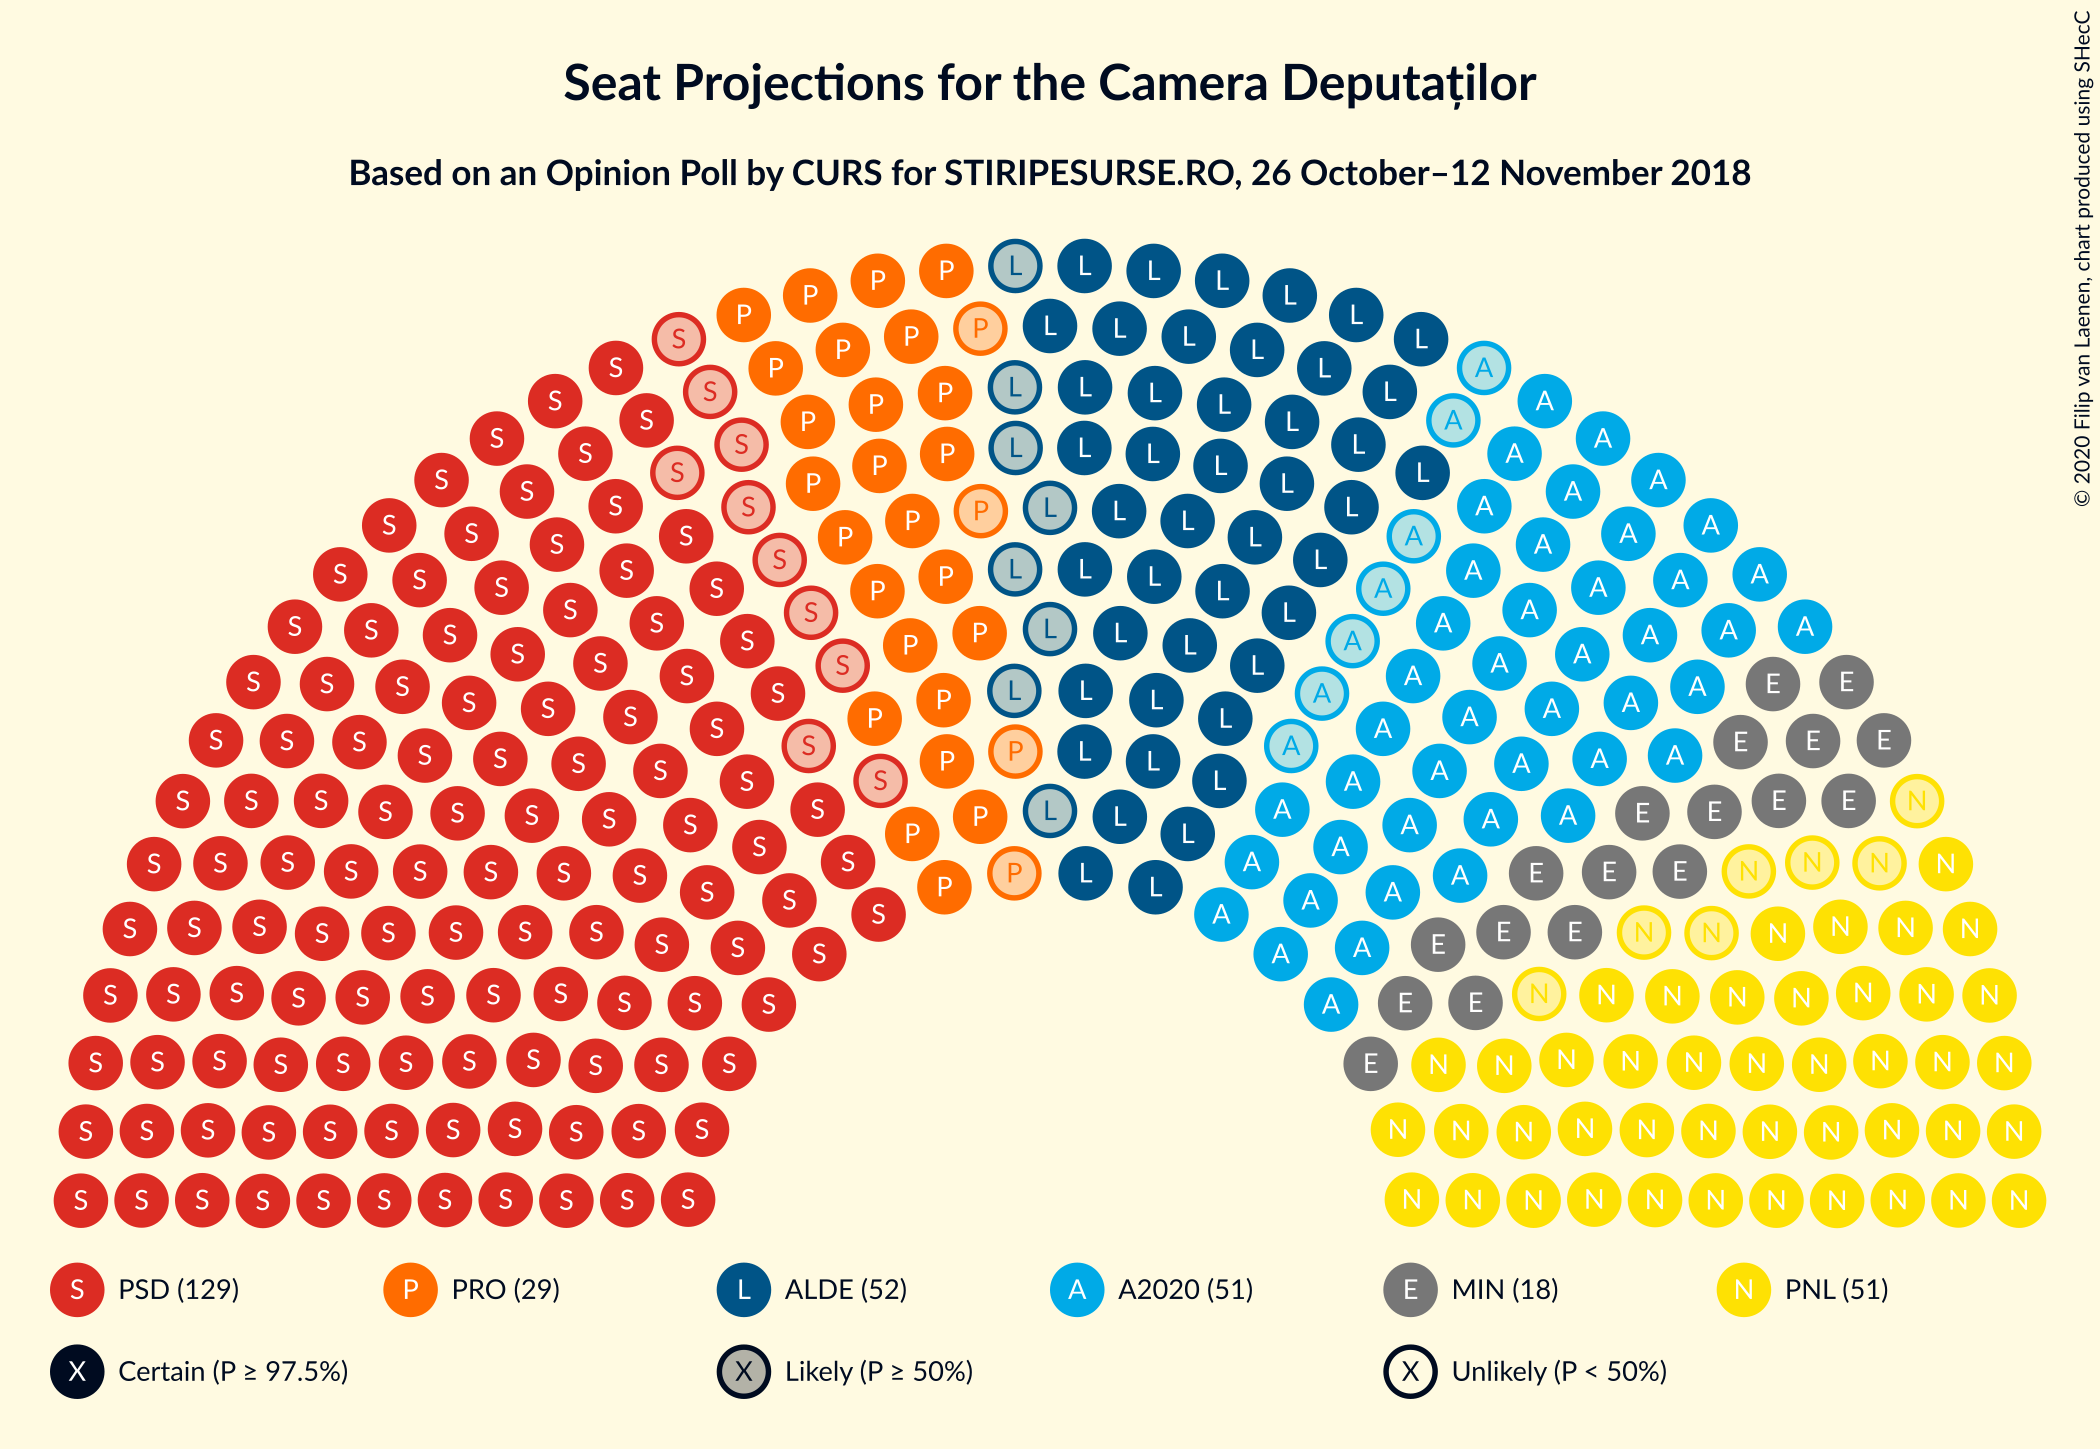 Seat Projections for the Camera Deputaților
Based on an Opinion Poll by CURS for STIRIPESURSE.RO, 26 October–12 November 2018
© 2020 Filip van Laenen, chart produced using SHecC
S PSD (129)
P PRO (29)
L ALDE (52)
A A2020 (51)
E MIN (18)
N PNL (51)
X Certain (P ≥ 97.5%)
X Likely (P ≥ 50%)
X Unlikely (P < 50%)